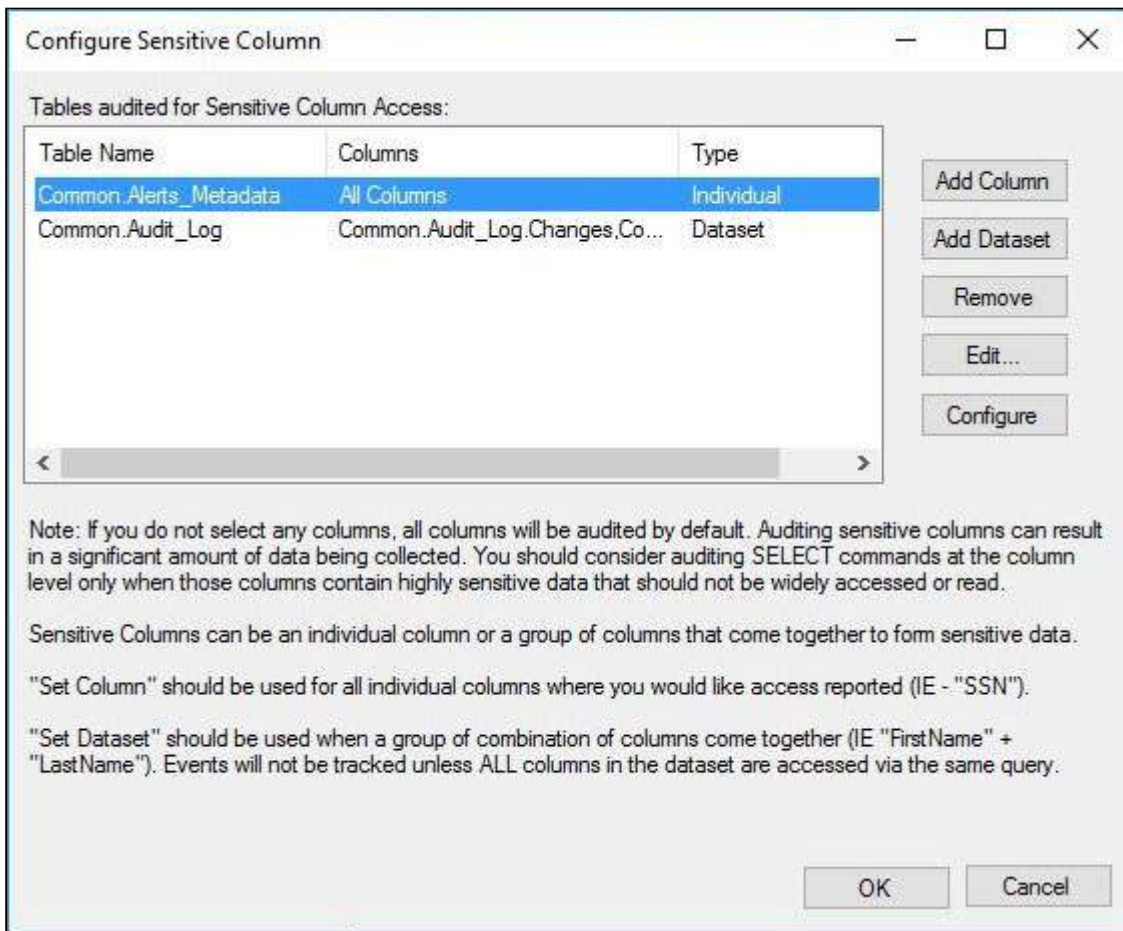 Configure Sensitive Column
Tables audited for Sensitive Column Access:
Table Name Columns Type
Common.Alerts_Metadata All Columns Individual
Common.Audit_Log Common.Audit_Log.Changes,Co... Dataset
Add Column
Add Dataset
Remove
Edit...
Configure
Note: If you do not select any columns, all columns will be audited by default. Auditing sensitive columns can result
in a significant amount of data being collected. You should consider auditing SELECT commands at the column
level only when those columns contain highly sensitive data that should not be widely accessed or read.
Sensitive Columns can be an individual column or a group of columns that come together to form sensitive data.
"Set Column" should be used for all individual columns where you would like access reported (IE - "SSN").
"Set Dataset" should be used when a group of combination of columns come together (IE "FirstName" +
"LastName"). Events will not be tracked unless ALL columns in the dataset are accessed via the same query.
OK Cancel